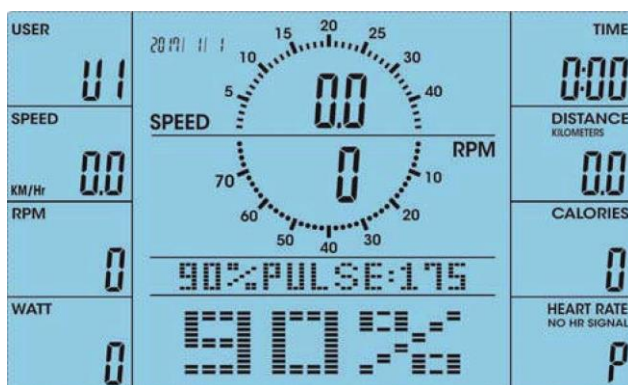 USER
U1
SPEED
KM/Hr 0.0
RPM
0
WATT
0
2017/ 1/ 1
5 10 15 20 25 30 40
SPEED 0.0
0 RPM
70 60 50 40 30 20 10
90%PULSE:175
90%
TIME
0:00
DISTANCE
KILOMETERS
0.0
CALORIES
0
HEART RATE
NO HR SIGNAL
P